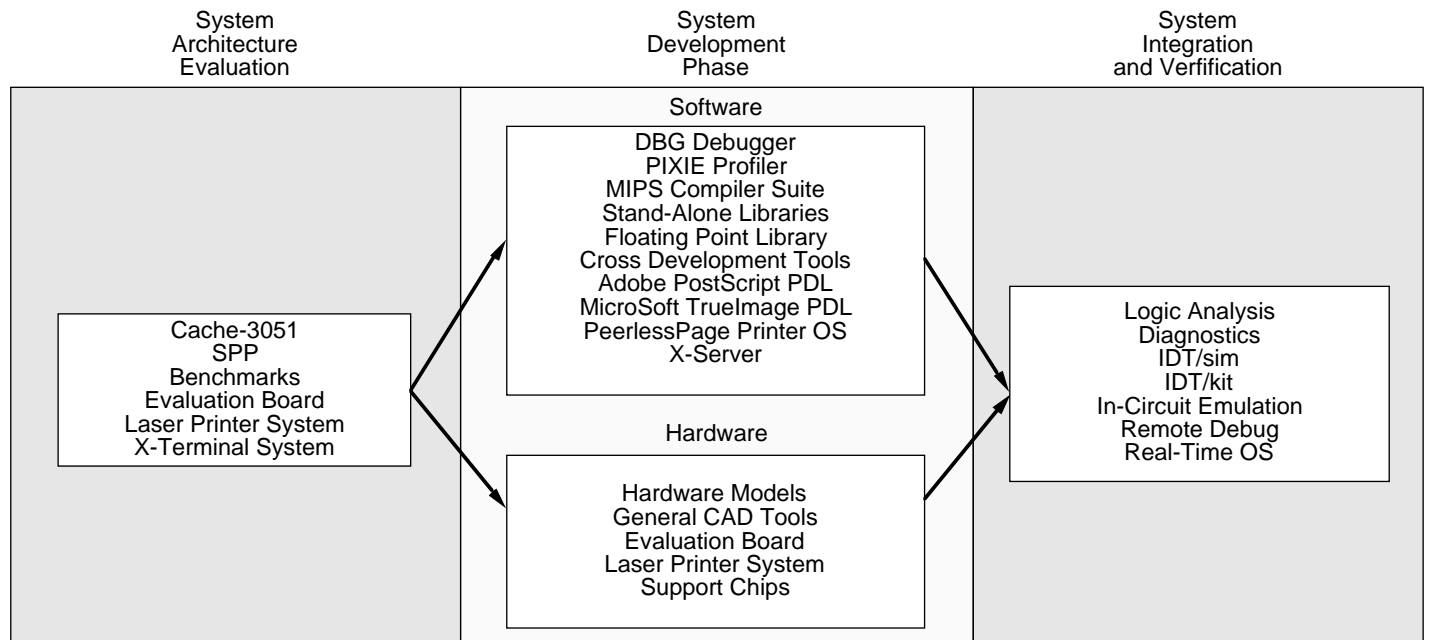 System
Architecture
Evaluation
System
Development
Phase
System
Integration
and Verfification
Cache-3051
SPP
Benchmarks
Evaluation Board
Laser Printer System
X-Terminal System
Software
DBG Debugger
PIXIE Profiler
MIPS Compiler Suite
Stand-Alone Libraries
Floating Point Library
Cross Development Tools
Adobe PostScript PDL
MicroSoft TrueImage PDL
PeerlessPage Printer OS
X-Server
Hardware
Hardware Models
General CAD Tools
Evaluation Board
Laser Printer System
Support Chips
Logic Analysis
Diagnostics
IDT/sim
IDT/kit
In-Circuit Emulation
Remote Debug
Real-Time OS